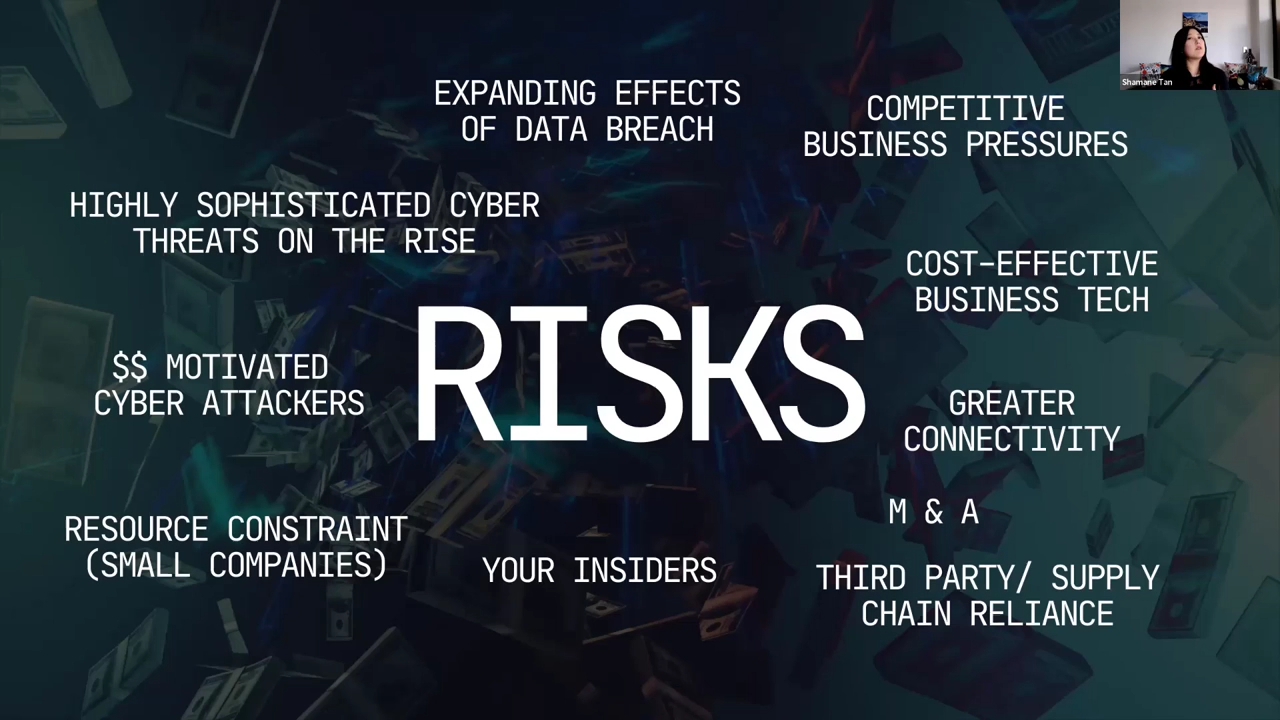 Shamane Tan
EXPANDING EFFECTS
OF DATA BREACH
COMPETITIVE
BUSINESS PRESSURES
HIGHLY SOPHISTICATED CYBER
THREATS ON THE RISE
COST-EFFECTIVE
BUSINESS TECH
RISKS
$$ MOTIVATED
CYBER ATTACKERS
GREATER
CONNECTIVITY
M & A
RESOURCE CONSTRAINT
(SMALL COMPANIES)
YOUR INSIDERS
THIRD PARTY/ SUPPLY
CHAIN RELIANCE